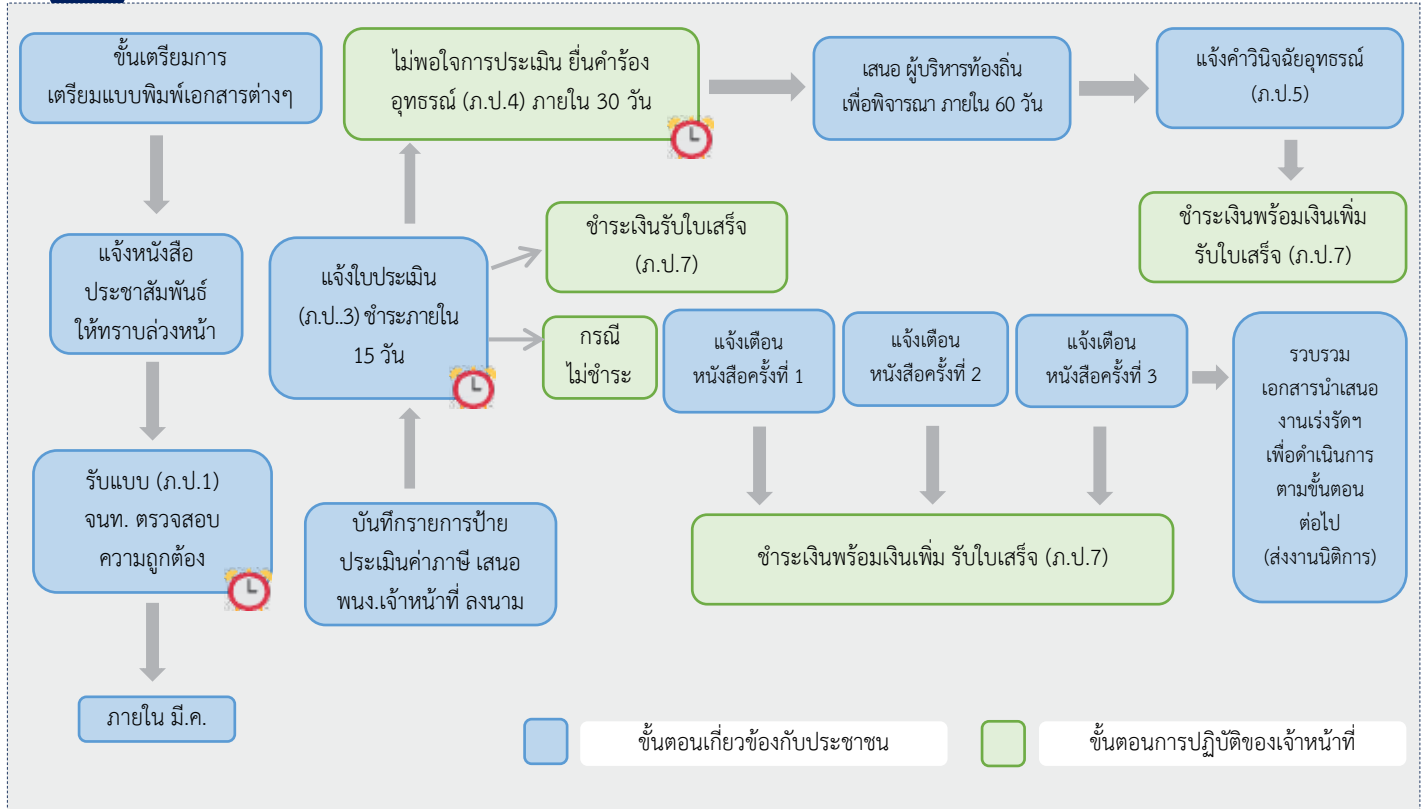 ขั้นเตรียมการ
เตรียมแบบพิมพ์เอกสารต่างๆ
ไม่พอใจการประเมิน ยื่นคำร้อง
อุทธรณ์ (ภ.ป.4) ภายใน 30 วัน
เสนอ ผู้บริหารท้องถิ่น
เพื่อพิจารณา ภายใน 60 วัน
แจ้งคำวินิจฉัยอุทธรณ์
(ภ.ป.5)
ชำระเงินพร้อมเงินเพิ่ม
รับใบเสร็จ (ภ.ป.7)
แจ้งหนังสือ
ประชาสัมพันธ์
ให้ทราบล่วงหน้า
แจ้งใบประเมิน
(ภ.ป..3) ชำระภายใน
15 วัน
ชำระเงินรับใบเสร็จ
(ภ.ป.7)
กรณี
ไม่ชำระ
แจ้งเตือน
หนังสือครั้งที่ 1
แจ้งเตือน
หนังสือครั้งที่ 2
แจ้งเตือน
หนังสือครั้งที่ 3
รวบรวม
เอกสารนำเสนอ
งานเร่งรัดฯ
เพื่อดำเนินการ
ตามขั้นตอน
ต่อไป
(ส่งงานนิติการ)
รับแบบ (ภ.ป.1)
จนท. ตรวจสอบ
ความถูกต้อง
บันทึกรายการป้าย
ประเมินค่าภาษี เสนอ
พนง.เจ้าหน้าที่ ลงนาม
ชำระเงินพร้อมเงินเพิ่ม รับใบเสร็จ (ภ.ป.7)
ภายใน มี.ค.
ขั้นตอนเกี่ยวข้องกับประชาชน
ขั้นตอนการปฏิบัติของเจ้าหน้าที่